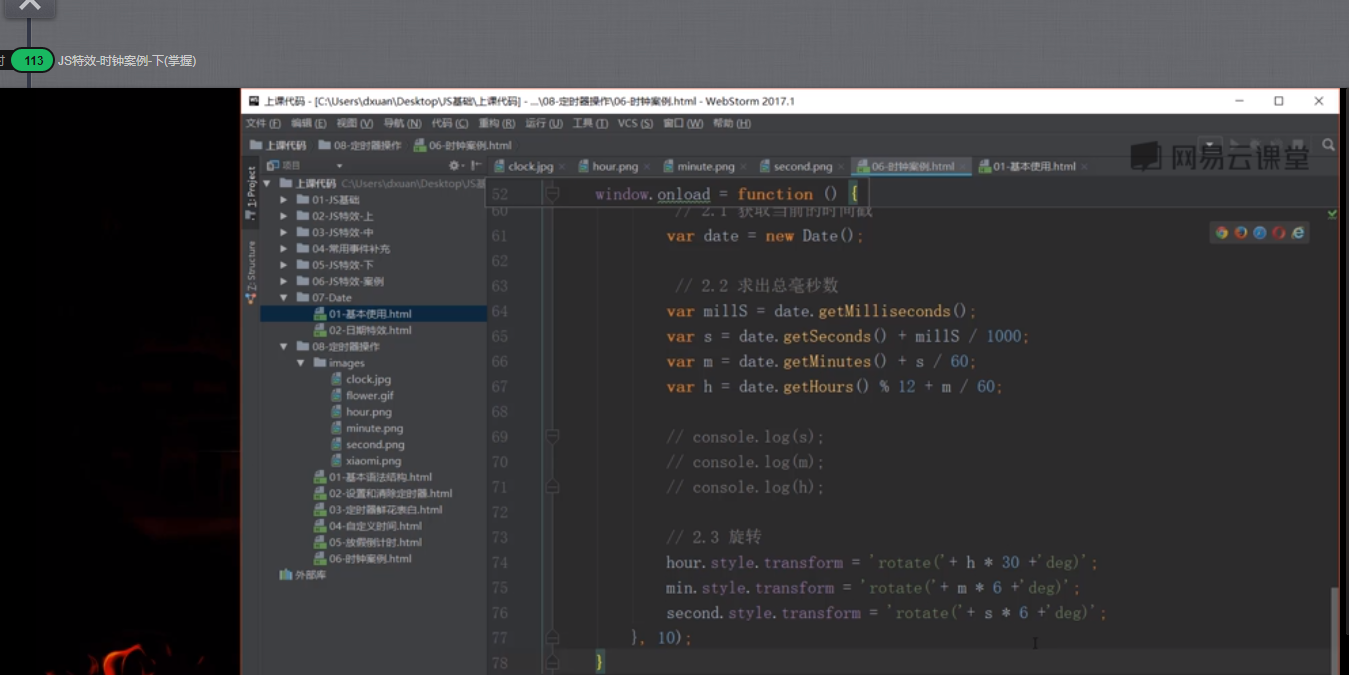 113 JS特效-时钟案例-下(掌握)
上课代码 - [C:\Users\dxuan\Desktop\JS基础\上课代码] - ...\08-定时器操作\06-时钟案例.html - WebStorm 2017.1
文件 (F) 编辑 (E) 视图 (V) 导航 (N) 代码 (C) 重构 (R) 运行 (U) 工具 (T) VCS (S) 窗口 (W) 帮助 (H)
上课代码 08-定时器操作 06-时钟案例.html
网易云课堂
项目
clock.jpg hour.png minute.png second.png 06-时钟案例.html 01-基本使用.html
1: Project
Z: Structure
上课代码 C:\Users\dxuan\Desktop\JS基
01-JS基础
02-JS特效-上
03-JS特效-中
04-常用事件补充
05-JS特效-下
06-JS特效-案例
07-Date
01-基本使用.html
02-日期特效.html
08-定时器操作
images
clock.jpg
flower.gif
hour.png
minute.png
second.png
xiaomi.png
01-基本语法结构.html
02-设置和清除定时器.html
03-定时器鲜花表白.html
04-自定义时间.html
05-放假倒计时.html
06-时钟案例.html
外部库
52 window.onload = function () {
60 // 2.1 获取当前的时间戳
61 var date = new Date();
62
63 // 2.2 求出总毫秒数
64 var millS = date.getMilliseconds();
65 var s = date.getSeconds() + millS / 1000;
66 var m = date.getMinutes() + s / 60;
67 var h = date.getHours() % 12 + m / 60;
68
69 // console.log(s);
70 // console.log(m);
71 // console.log(h);
72
73 // 2.3 旋转
74 hour.style.transform = 'rotate('+ h * 30 +'deg)';
75 min.style.transform = 'rotate('+ m * 6 +'deg)';
76 second.style.transform = 'rotate('+ s * 6 +'deg)';
77 }, 10);
78 }